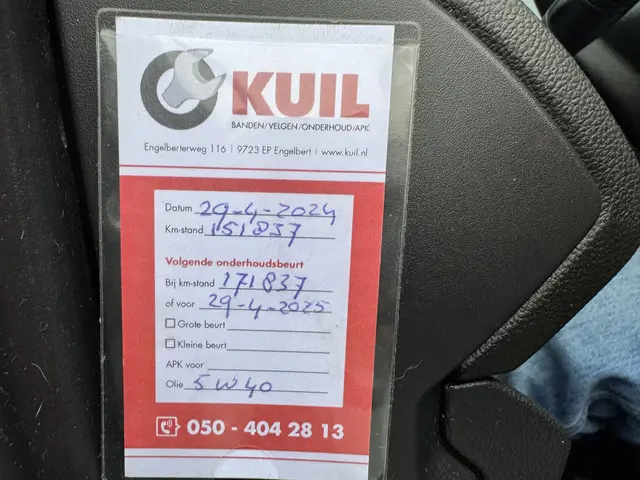 KUIL
BANDEN/VELGEN/ONDERHOUD/APK
Engelberterweg 116 | 9723 EP Engelbert | www.kuil.nl
Datum 29-4-2024
Km-stand 151837
Volgende onderhoudsbeurt
Bij km-stand 171837
of voor 29-4-2025
Grote beurt
Kleine beurt
APK voor
Olie 5W40
050 - 404 28 13